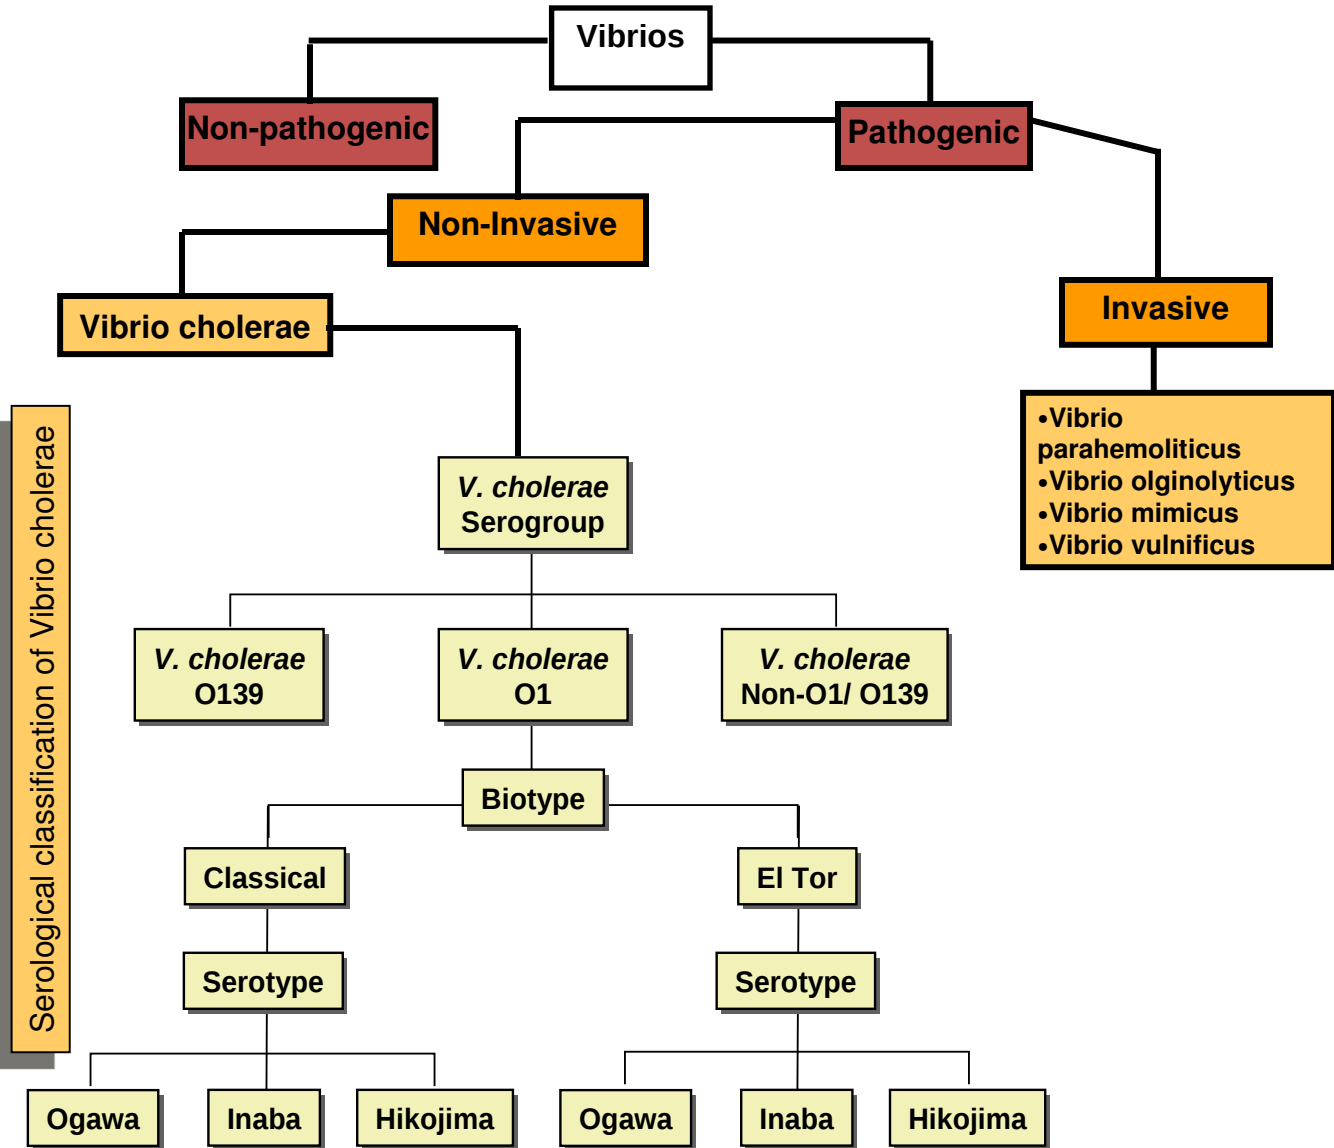 Vibrios
Non-pathogenic
Pathogenic
Non-Invasive
Vibrio cholerae
Invasive
•Vibrio
parahemoliticus
•Vibrio olginolyticus
•Vibrio mimicus
•Vibrio vulnificus
Serological classification of Vibrio cholerae
V. cholerae
Serogroup
V. cholerae
O139
V. cholerae
O1
V. cholerae
Non-O1/ O139
Biotype
Classical
El Tor
Serotype
Serotype
Ogawa
Inaba
Hikojima
Ogawa
Inaba
Hikojima